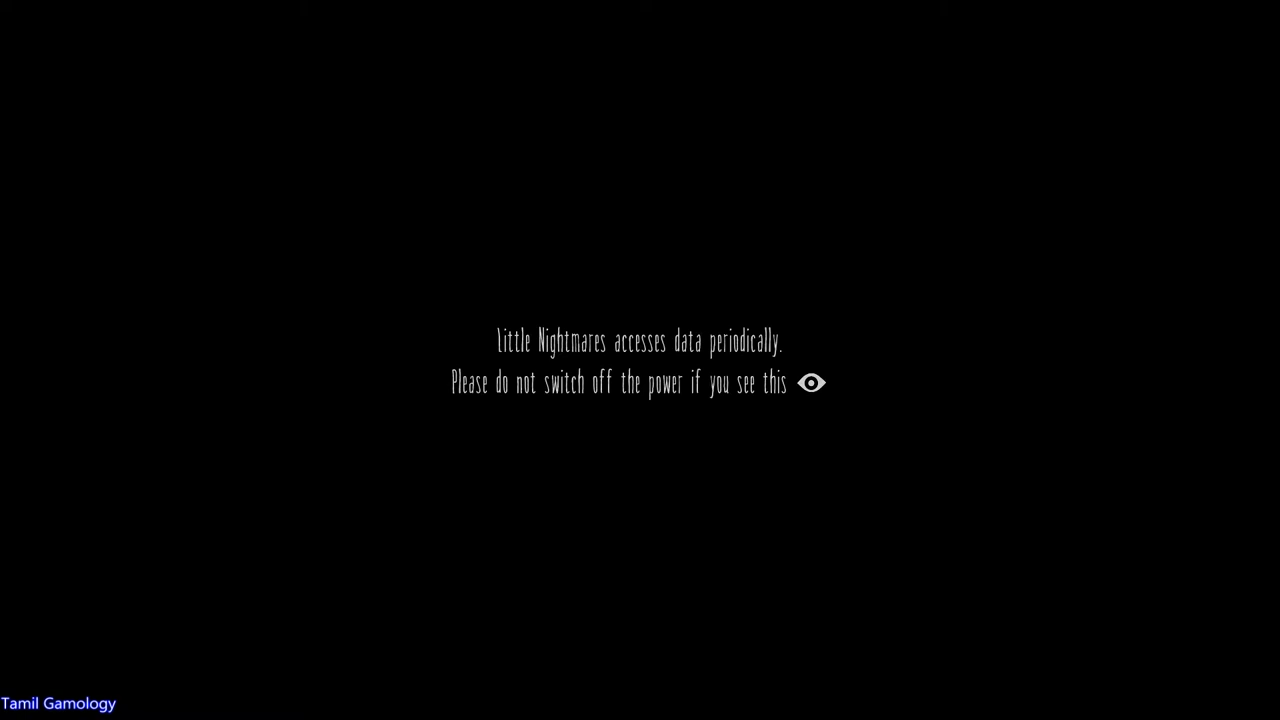 Little Nightmares accesses data periodically.
Please do not switch off the power if you see this
Tamil Gamology